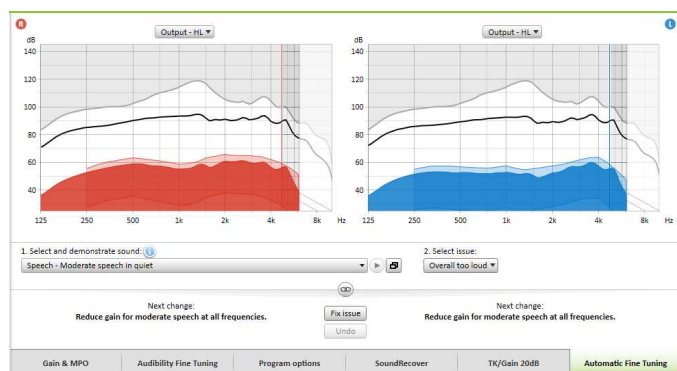 R
L
Output - HL
Output - HL
dB
dB
140
120
100
80
60
40
125 250 500 1k 2k 4k 8k Hz
140
120
100
80
60
40
125 250 500 1k 2k 4k 8k Hz
1. Select and demonstrate sound:
2. Select issue:
Speech - Moderate speech in quiet
Overall too loud
Next change:
Reduce gain for moderate speech at all frequencies.
Fix issue
Undo
Next change:
Reduce gain for moderate speech at all frequencies.
Gain & MPO
Audibility Fine Tuning
Program options
SoundRecover
TK/Gain 20dB
Automatic Fine Tuning